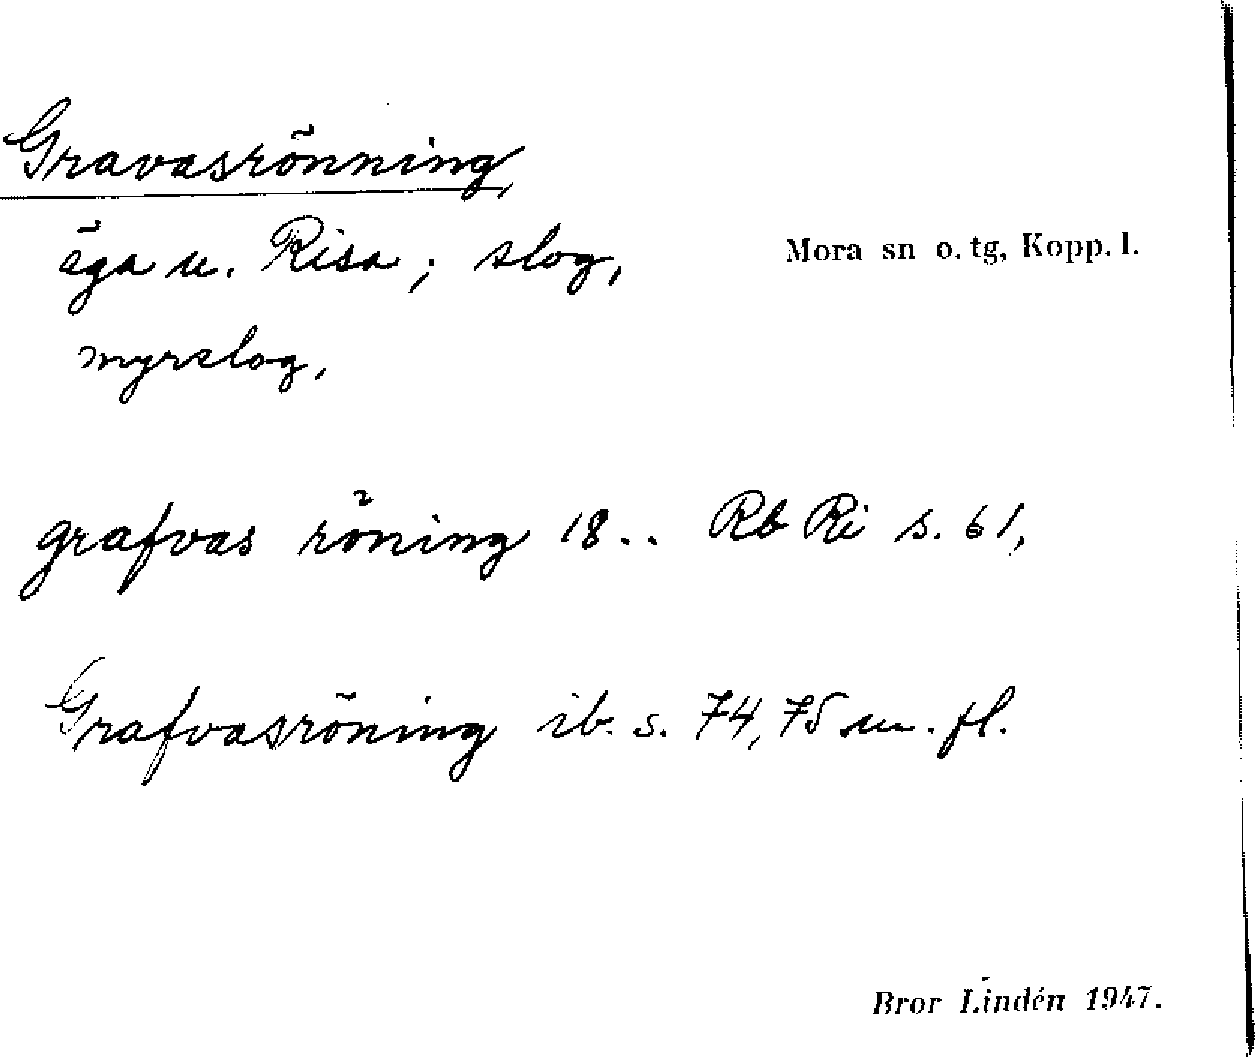 Gravasrönning,
äga u. Risa; slog,
Mora sn o. tg, Kopp. l.
myrslog,
grafvas röning 18.. Rb Ri s. 61,
Grafvasröning ib. s. 74, 75 m. fl.
Bror Lindén 1947.